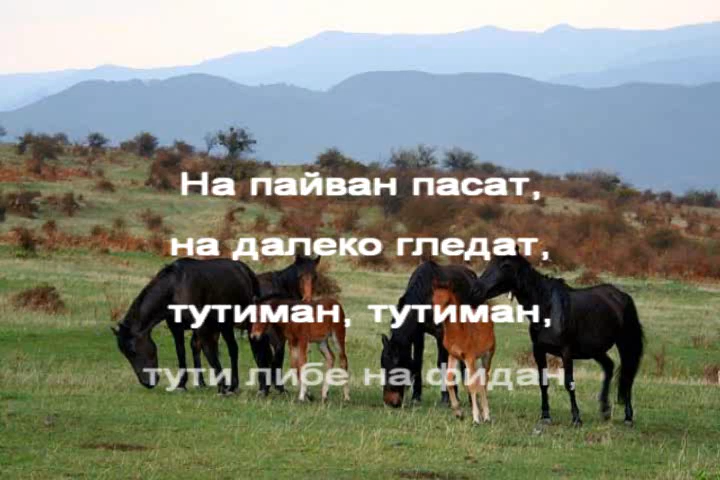 На пайван пасат,
на далеко гледат,
тутиман, тутиман,
тути либе на фидан,